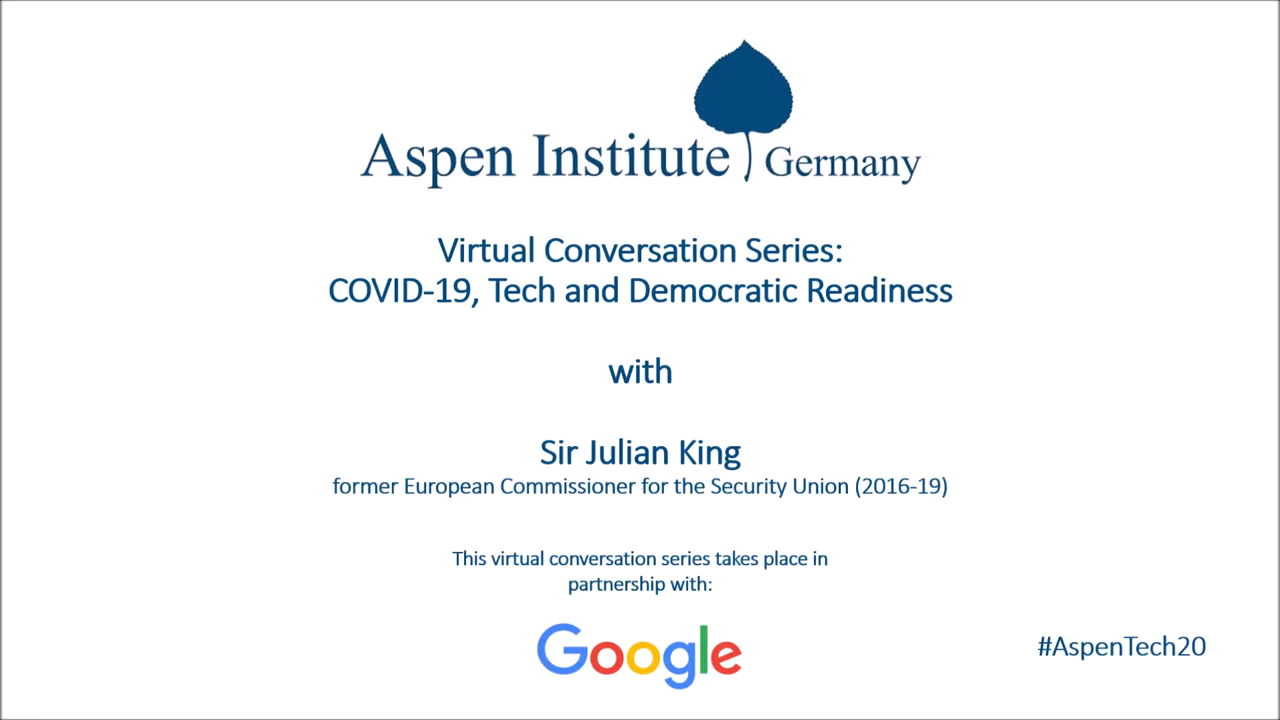 Aspen Institute Germany
Virtual Conversation Series:
COVID-19, Tech and Democratic Readiness
with
Sir Julian King
former European Commissioner for the Security Union (2016-19)
This virtual conversation series takes place in
partnership with:
Google
#AspenTech20